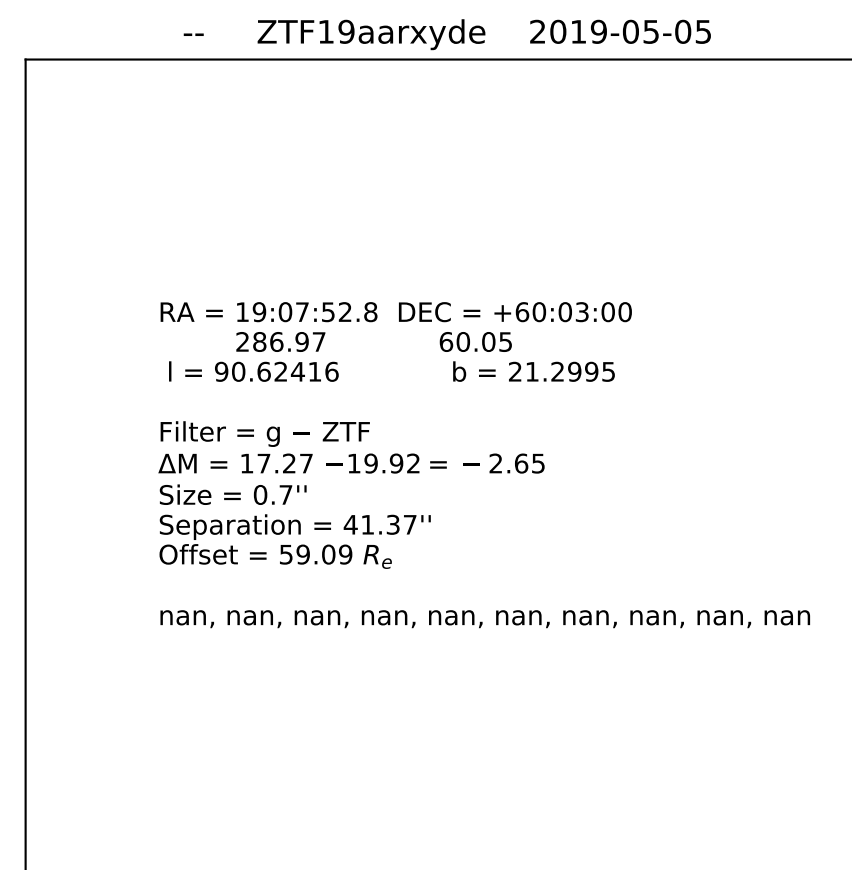 -- ZTF19aarxyde 2019-05-05
RA = 19:07:52.8 DEC = +60:03:00
286.97 60.05
l = 90.62416 b = 21.2995
Filter = g − ZTF
ΔM = 17.27 −19.92 = − 2.65
Size = 0.7''
Separation = 41.37''
Offset = 59.09 Re
nan, nan, nan, nan, nan, nan, nan, nan, nan, nan